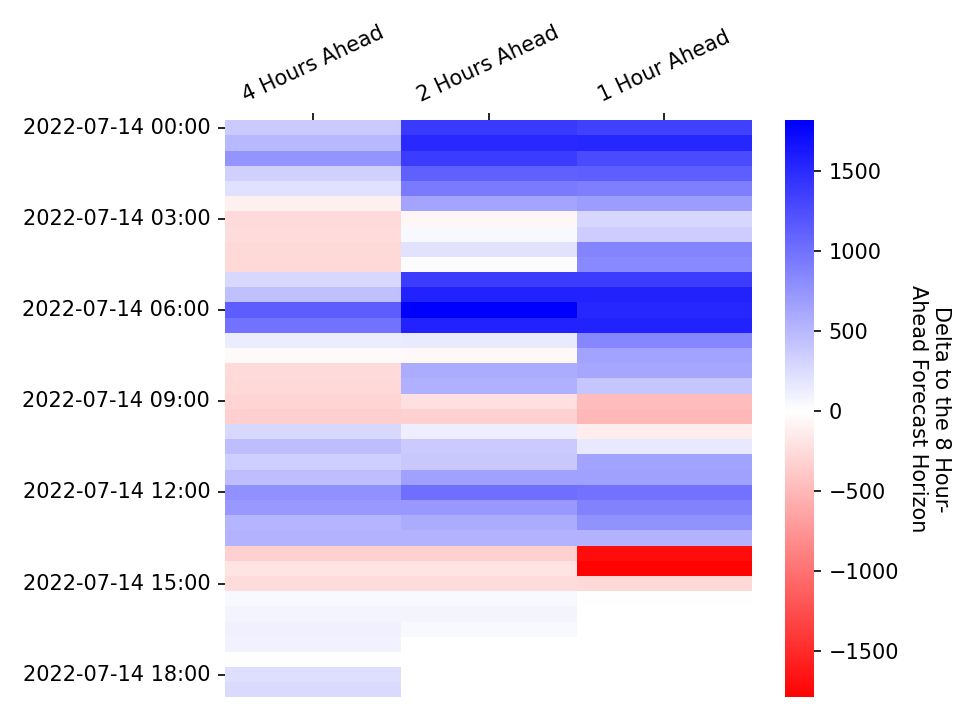 4 Hours Ahead
2 Hours Ahead
1 Hour Ahead
2022-07-14 00:00
2022-07-14 03:00
2022-07-14 06:00
2022-07-14 09:00
2022-07-14 12:00
2022-07-14 15:00
2022-07-14 18:00
1500
1000
500
0
−500
−1000
−1500
Delta to the 8 Hour-
Ahead Forecast Horizon